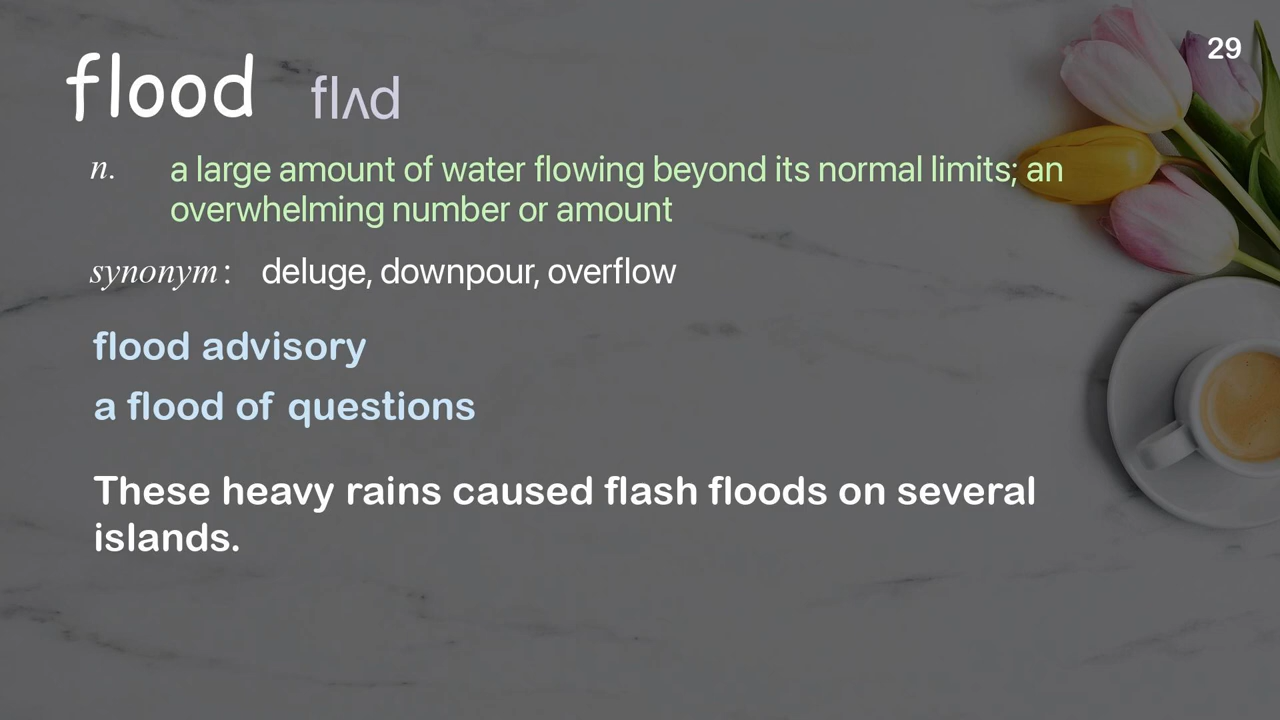 29
flood flʌd
n. a large amount of water flowing beyond its normal limits; an
overwhelming number or amount
synonym: deluge, downpour, overflow
flood advisory
a flood of questions
These heavy rains caused flash floods on several
islands.